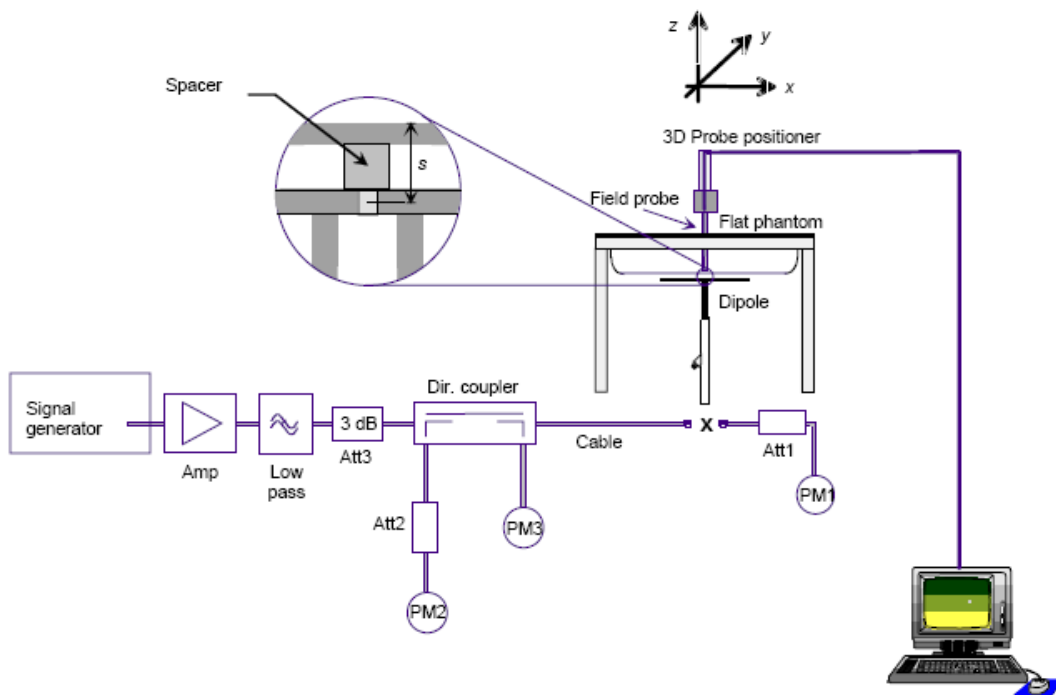 z
y
x
Spacer
3D Probe positioner
s
Field probe
Flat phantom
Dipole
Signal
generator
Amp
Low
pass
3 dB
Att3
Dir. coupler
Cable
X
Att1
PM1
Att2
PM3
PM2